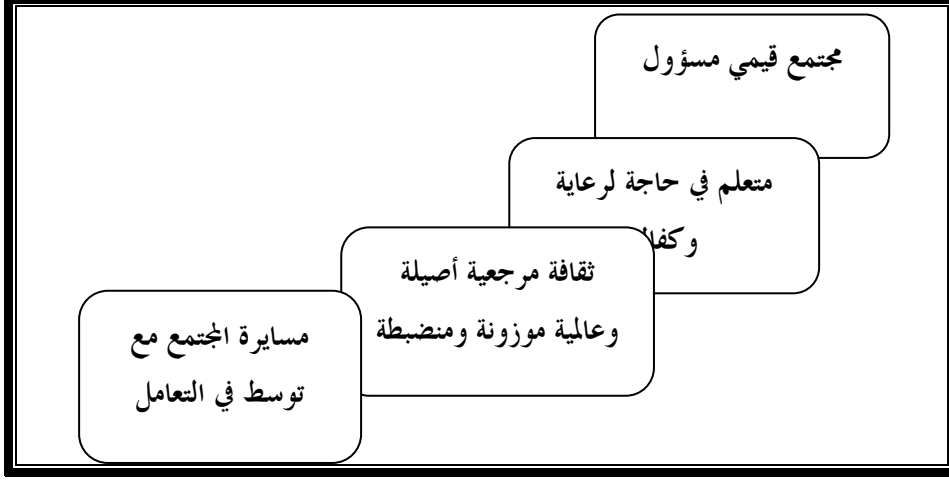 مجتمع قيمي مسؤول
متعلم في حاجة لرعاية
ثقافة مرجعية أصيلة
وعالمية موزونة ومنضبطة
مسايرة المجتمع مع
توسط في التعامل